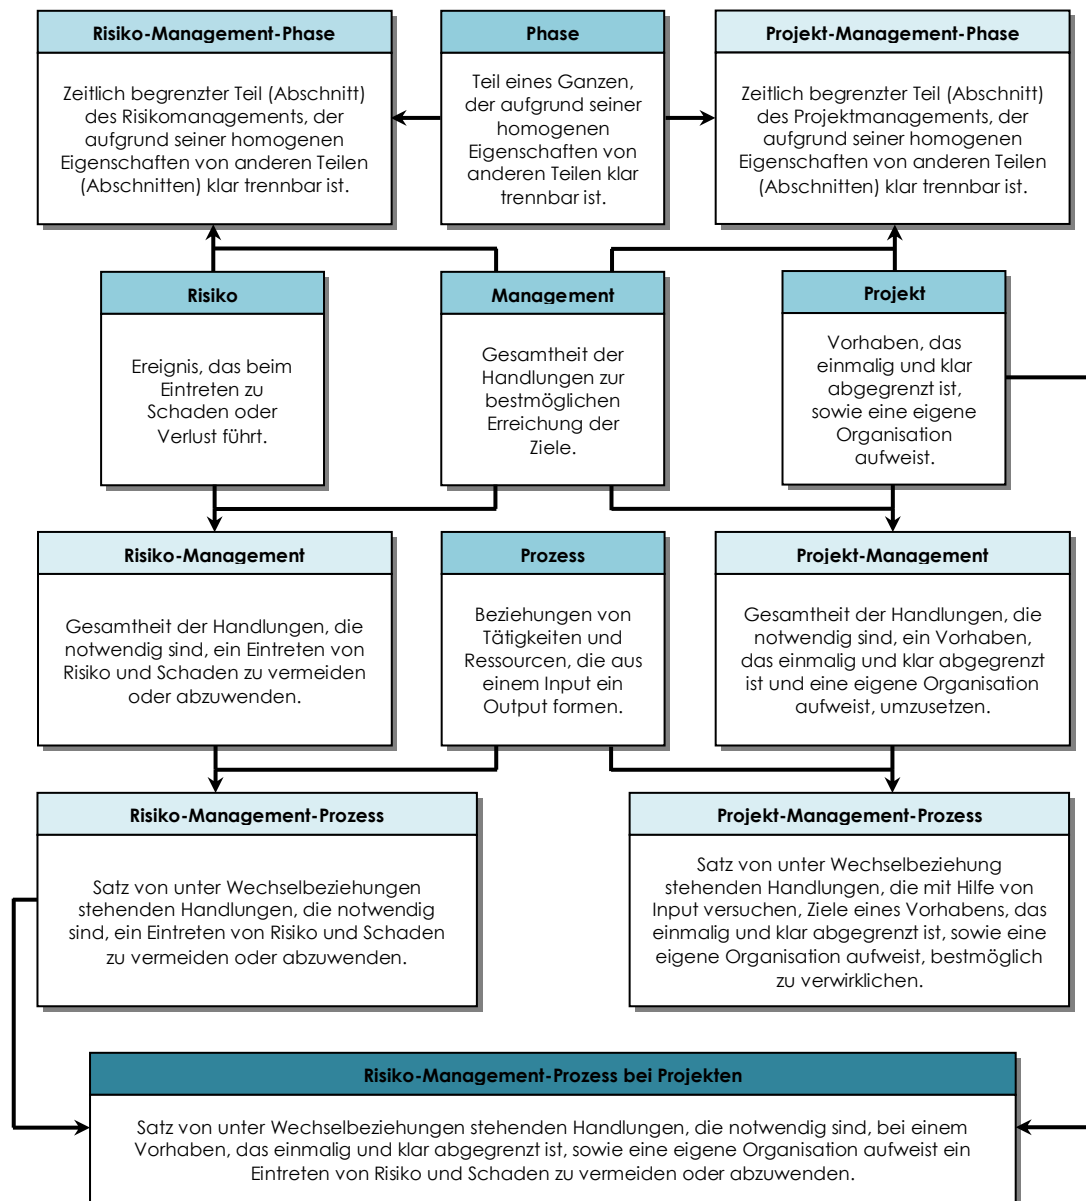 Risiko-Management-Phase
Zeitlich begrenzter Teil (Abschnitt)
des Risikomanagements, der
aufgrund seiner homogenen
Eigenschaften von anderen Teilen
(Abschnitten) klar trennbar ist.
Phase
Teil eines Ganzen,
der aufgrund seiner
homogenen
Eigenschaften von
anderen Teilen klar
trennbar ist.
Projekt-Management-Phase
Zeitlich begrenzter Teil (Abschnitt)
des Projektmanagements, der
aufgrund seiner homogenen
Eigenschaften von anderen Teilen
(Abschnitten) klar trennbar ist.
Risiko
Ereignis, das beim
Eintreten zu
Schaden oder
Verlust führt.
Management
Gesamtheit der
Handlungen zur
bestmöglichen
Erreichung der
Ziele.
Projekt
Vorhaben, das
einmalig und klar
abgegrenzt ist,
sowie eine eigene
Organisation
aufweist.
Risiko-Management
Gesamtheit der Handlungen, die
notwendig sind, ein Eintreten von
Risiko und Schaden zu vermeiden
oder abzuwenden.
Prozess
Beziehungen von
Tätigkeiten und
Ressourcen, die aus
einem Input ein
Output formen.
Projekt-Management
Gesamtheit der Handlungen, die
notwendig sind, ein Vorhaben,
das einmalig und klar abgegrenzt
ist und eine eigene Organisation
aufweist, umzusetzen.
Risiko-Management-Prozess
Satz von unter Wechselbeziehungen
stehenden Handlungen, die notwendig
sind, ein Eintreten von Risiko und Schaden
zu vermeiden oder abzuwenden.
Projekt-Management-Prozess
Satz von unter Wechselbeziehung
stehenden Handlungen, die mit Hilfe von
Input versuchen, Ziele eines Vorhabens, das
einmalig und klar abgegrenzt ist, sowie eine
eigene Organisation aufweist, bestmöglich
zu verwirklichen.
Risiko-Management-Prozess bei Projekten
Satz von unter Wechselbeziehungen stehenden Handlungen, die notwendig sind, bei einem
Vorhaben, das einmalig und klar abgegrenzt ist, sowie eine eigene Organisation aufweist ein
Eintreten von Risiko und Schaden zu vermeiden oder abzuwenden.